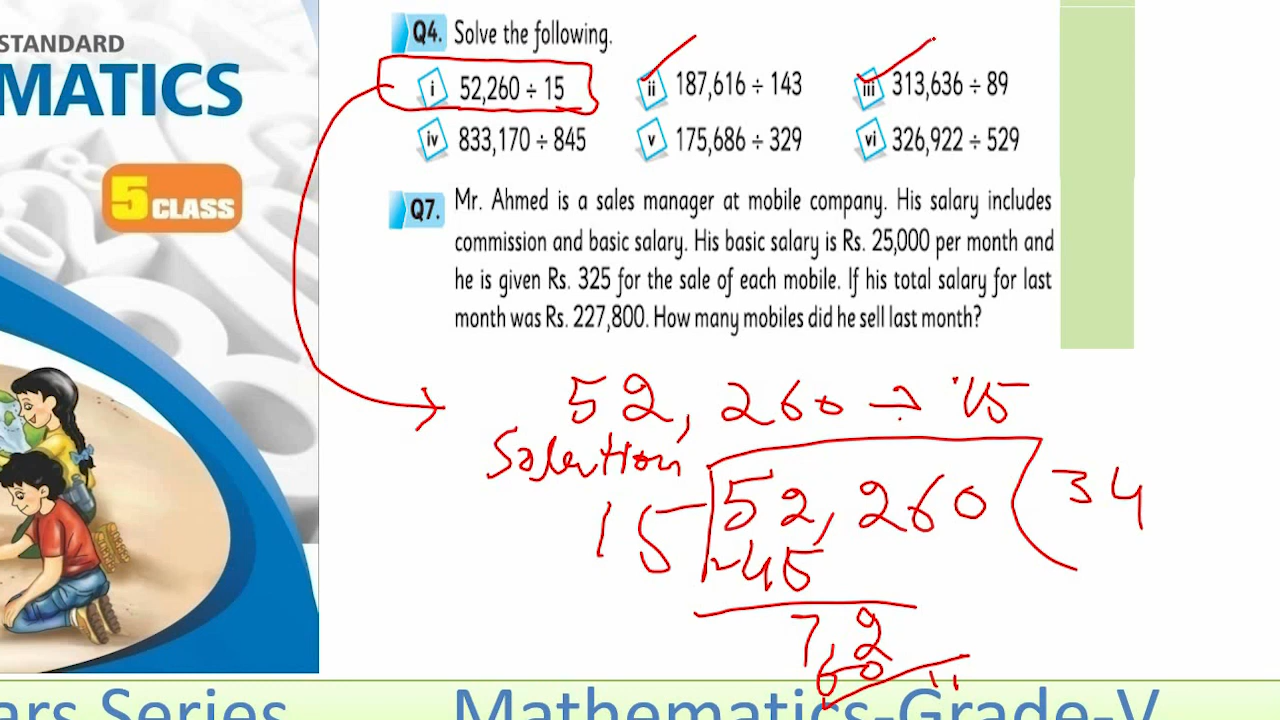 STANDARD
MATICS
5 CLASS
Q4. Solve the following.
i 52,260 ÷ 15 ii 187,616 ÷ 143 iii 313,636 ÷ 89
iv 833,170 ÷ 845 v 175,686 ÷ 329 vi 326,922 ÷ 529
Q7. Mr. Ahmed is a sales manager at mobile company. His salary includes
commission and basic salary. His basic salary is Rs. 25,000 per month and
he is given Rs. 325 for the sale of each mobile. If his total salary for last
month was Rs. 227,800. How many mobiles did he sell last month?
52,260 ÷ 15
Solution
15 52,260 34
-45
72
60
ars Series Mathematics-Grade-V